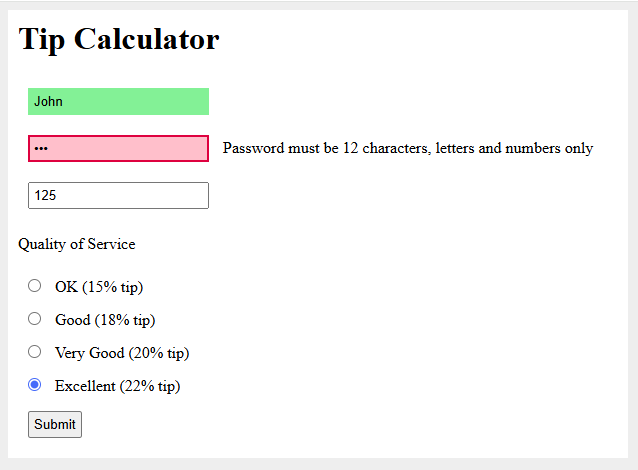 Tip Calculator
John
•••
Password must be 12 characters, letters and numbers only
125
Quality of Service
OK (15% tip)
Good (18% tip)
Very Good (20% tip)
Excellent (22% tip)
Submit